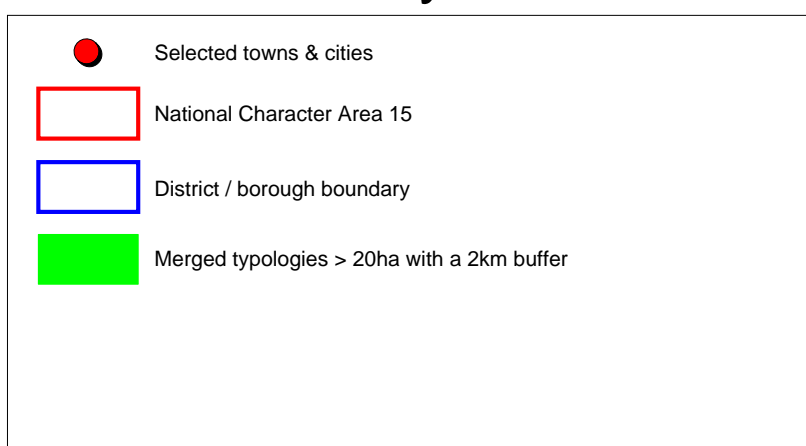 Selected towns & cities
National Character Area 15
District / borough boundary
Merged typologies > 20ha with a 2km buffer